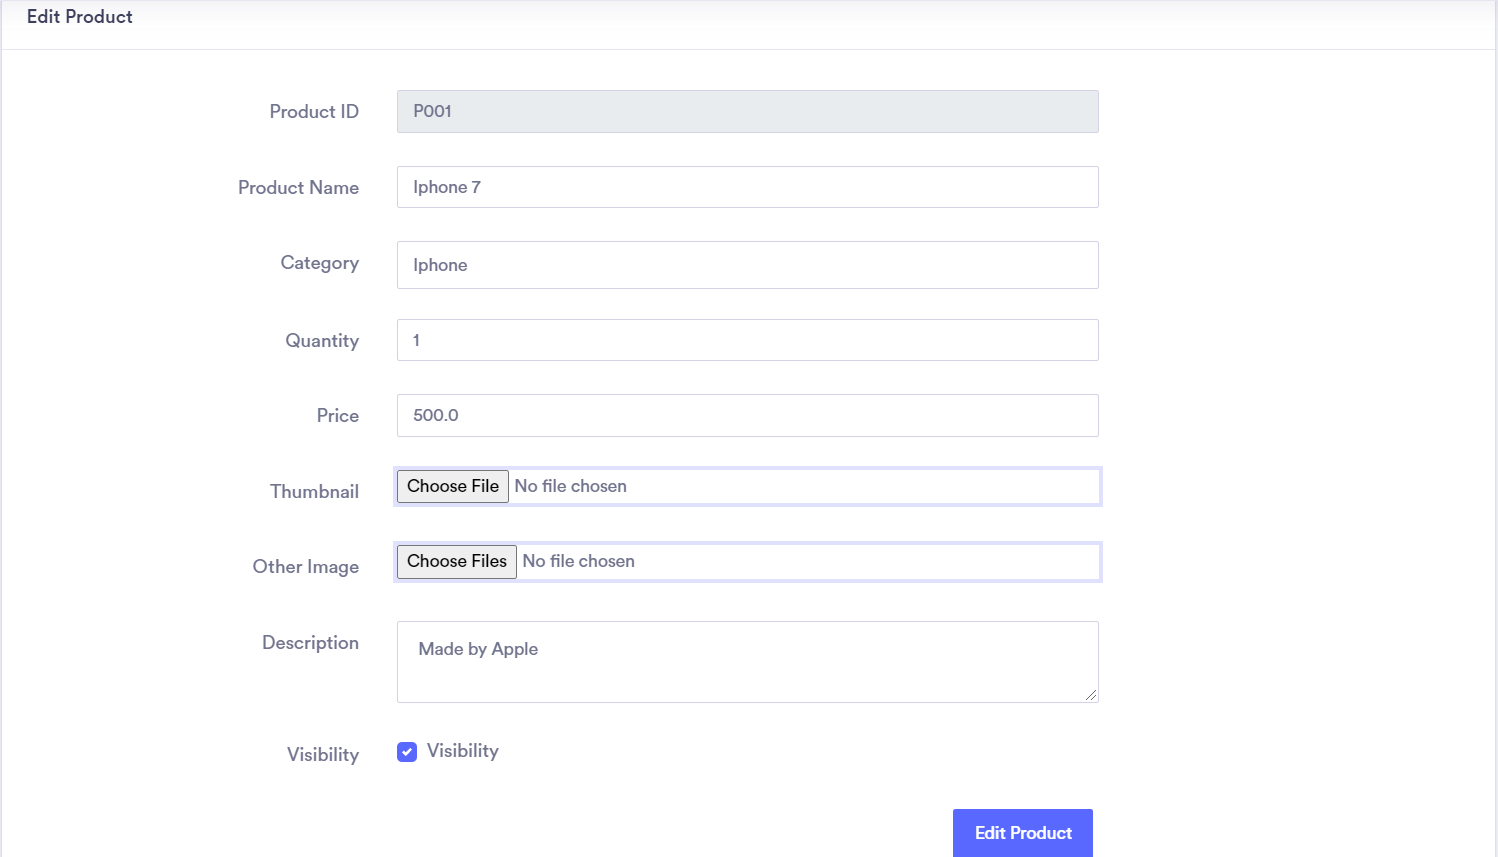 Edit Product
Product ID P001
Product Name Iphone 7
Category Iphone
Quantity 1
Price 500.0
Thumbnail Choose File No file chosen
Other Image Choose Files No file chosen
Description Made by Apple
Visibility Visibility
Edit Product